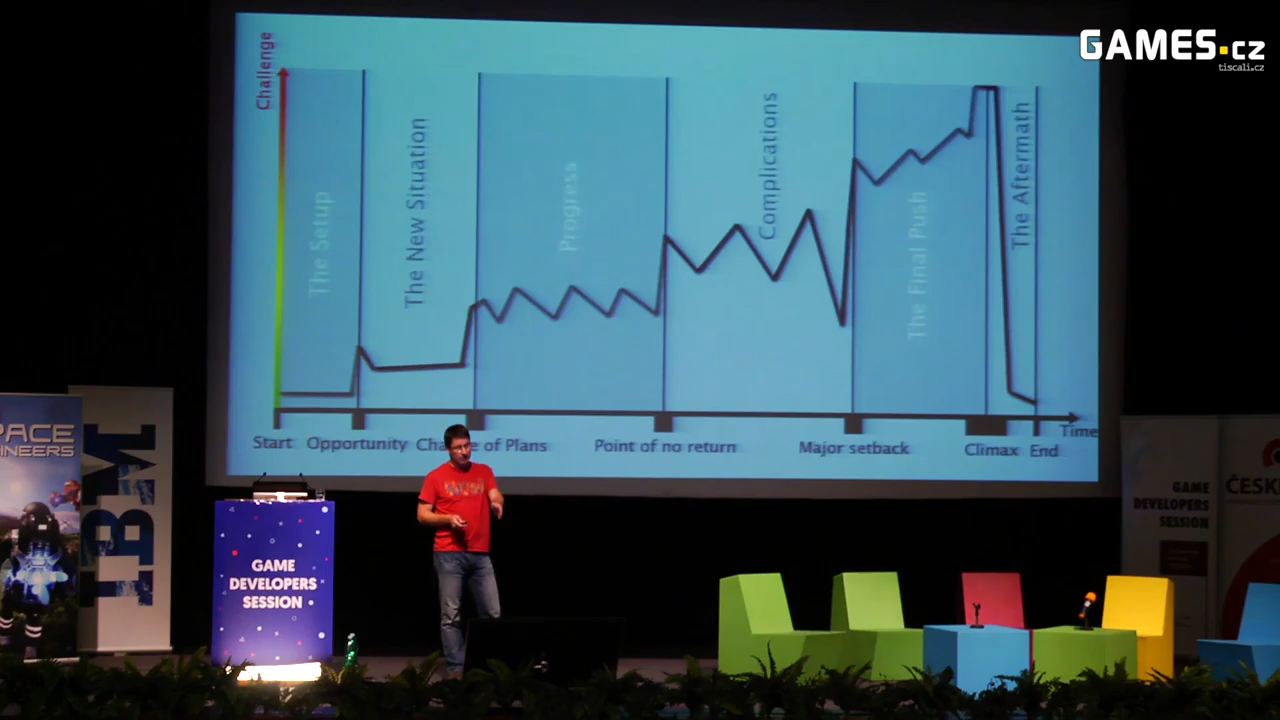 GAMES.cz
tiscali.cz
Challenge
The Setup
The New Situation
Progress
Complications
The Final Push
The Aftermath
Time
Start
Opportunity
of Plans
Point of no return
Major setback
Climax
End
PACE
INEERS
IBM
GAME
DEVELOPERS
SESSION
GAME
DEVELOPERS
SESSION
ČESK